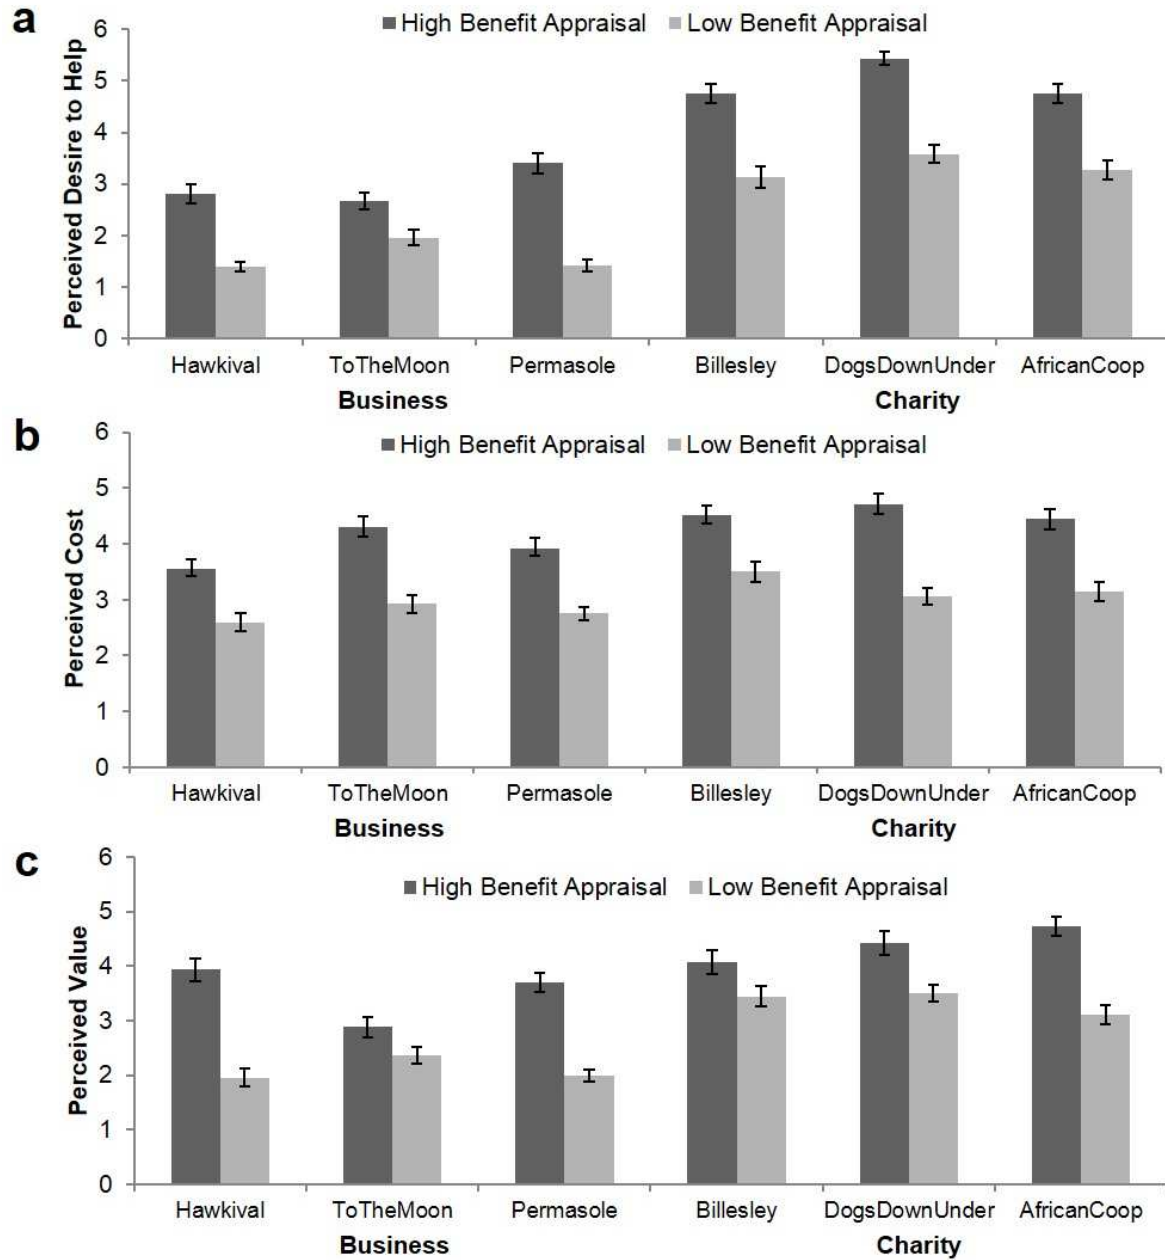 a
High Benefit Appraisal Low Benefit Appraisal
Perceived Desire to Help
6
5
4
3
2
1
0
Hawkival ToTheMoon Permasole Billesley DogsDownUnder AfricanCoop
Business Charity
b
High Benefit Appraisal Low Benefit Appraisal
Perceived Cost
6
5
4
3
2
1
0
Hawkival ToTheMoon Permasole Billesley DogsDownUnder AfricanCoop
Business Charity
c
High Benefit Appraisal Low Benefit Appraisal
Perceived Value
6
5
4
3
2
1
0
Hawkival ToTheMoon Permasole Billesley DogsDownUnder AfricanCoop
Business Charity